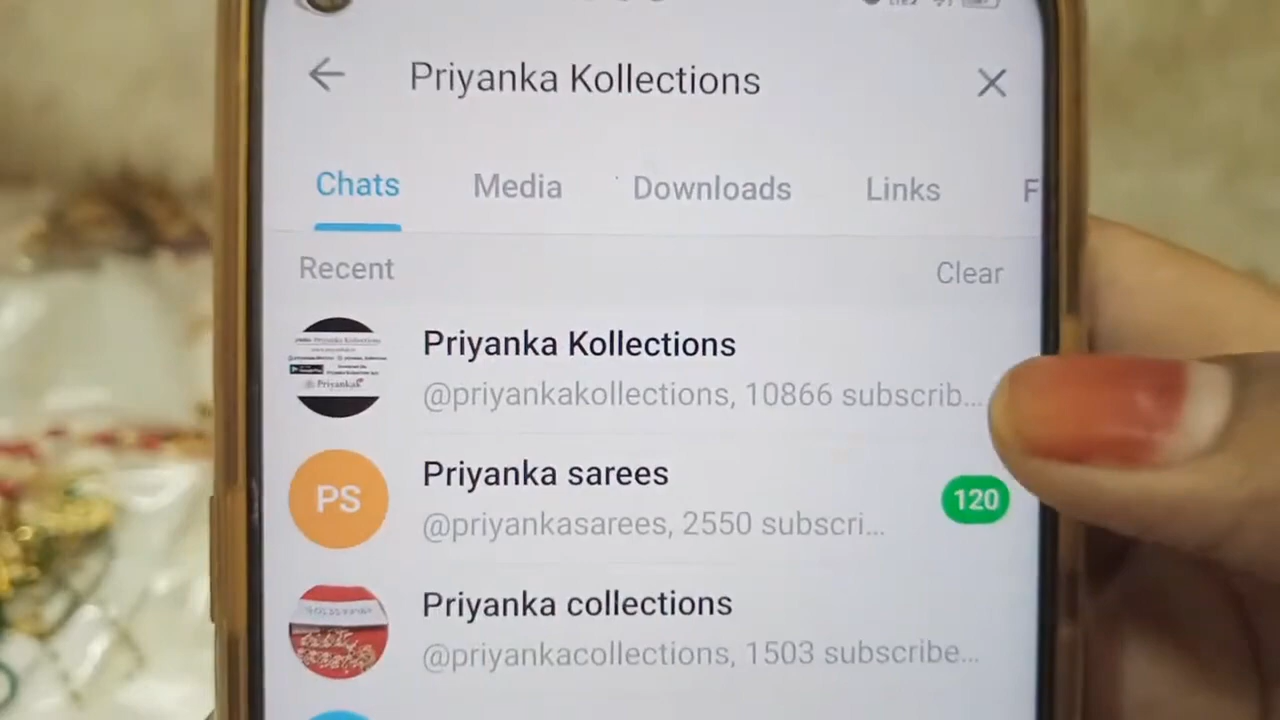 Priyanka Kollections
Chats Media Downloads Links F
Recent Clear
Priyanka Kollections
@priyankakollections, 10866 subscrib...
Priyanka
PS
Priyanka sarees
@priyankasarees, 2550 subscri...
120
Priyanka collections
@priyankacollections, 1503 subscribe...